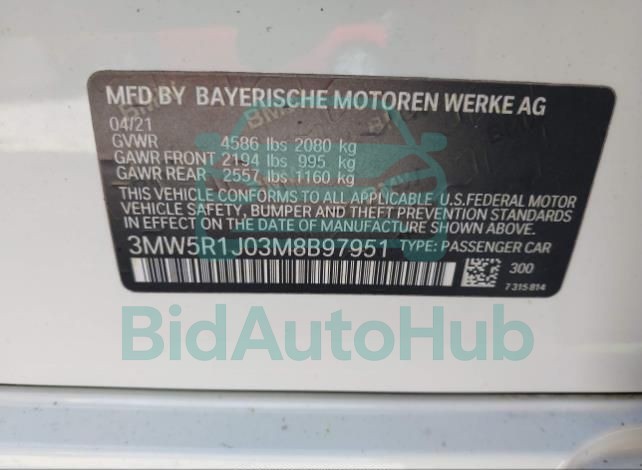 MFD BY BAYERISCHE MOTOREN WERKE AG
04/21
GVWR 4586 lbs 2080 kg
GAWR FRONT 2194 lbs 995 kg
GAWR REAR 2557 lbs 1160 kg
THIS VEHICLE CONFORMS TO ALL APPLICABLE U.S.FEDERAL MOTOR
VEHICLE SAFETY, BUMPER AND THEFT PREVENTION STANDARDS
IN EFFECT ON THE DATE OF MANUFACTURE SHOWN ABOVE.
3MW5R1J03M8B97951 TYPE: PASSENGER CAR
300
7 315 814
BidAutoHub